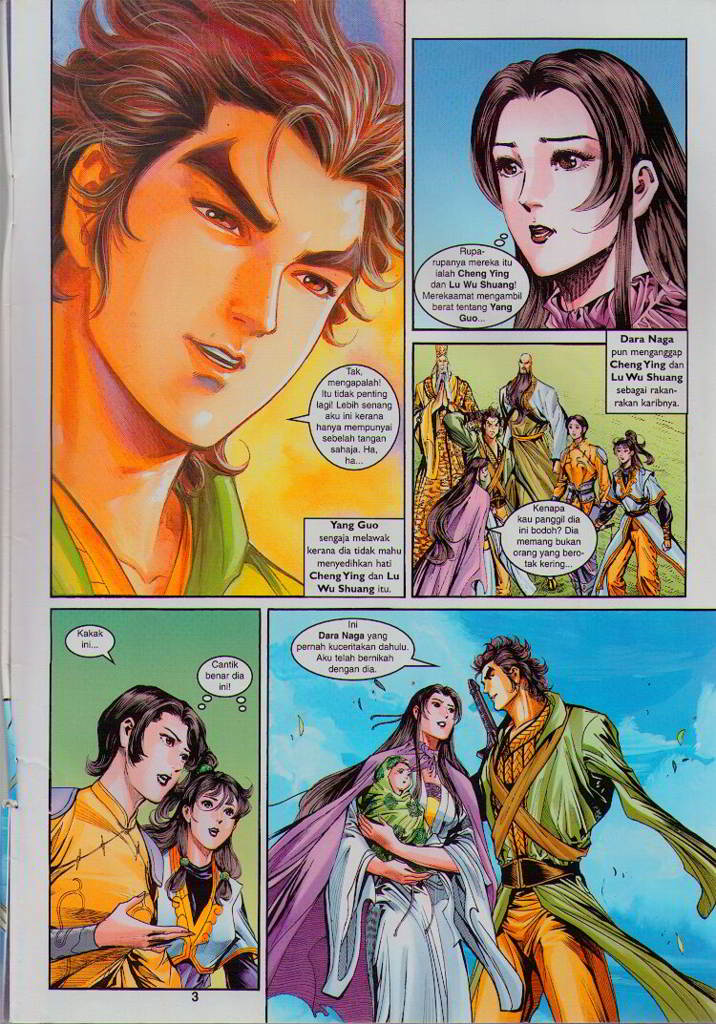 Tak,
mengapalah!
Itu tidak penting
lagi! Lebih senang
aku ini kerana
hanya mempunyai
sebelah tangan
sahaja. Ha,
ha...
Yang Guo
sengaja melawak
kerana dia tidak mahu
menyedihkan hati
Cheng Ying dan Lu
Wu Shuang itu.
Rupa-
rupanya mereka itu
ialah Cheng Ying
dan Lu Wu Shuang!
Merekaamat mengambil
berat tentang Yang
Guo...
Dara Naga
pun menganggap
Cheng Ying dan
Lu Wu Shuang
sebagai rakan-
rakan karibnya.
Kenapa
kau panggil dia
ini bodoh? Dia
memang bukan
orang yang bero-
tak kering...
Kakak
ini...
Cantik
benar dia
ini!
Ini
Dara Naga yang
pernah kuceritakan dahulu.
Aku telah bernikah
dengan dia.
3